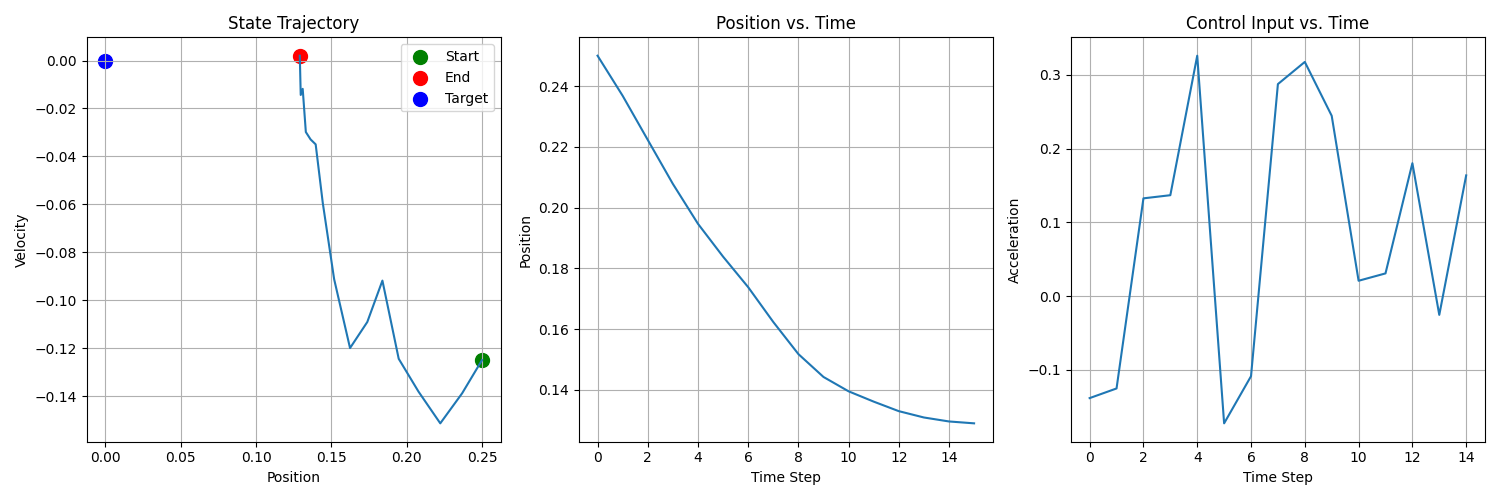 State Trajectory
Start
End
Target
0.00
−0.02
−0.04
−0.06
−0.08
−0.10
−0.12
−0.14
Velocity
0.00 0.05 0.10 0.15 0.20 0.25
Position
Position vs. Time
0.24
0.22
0.20
0.18
0.16
0.14
Position
0 2 4 6 8 10 12 14
Time Step
Control Input vs. Time
0.3
0.2
0.1
0.0
−0.1
Acceleration
0 2 4 6 8 10 12 14
Time Step